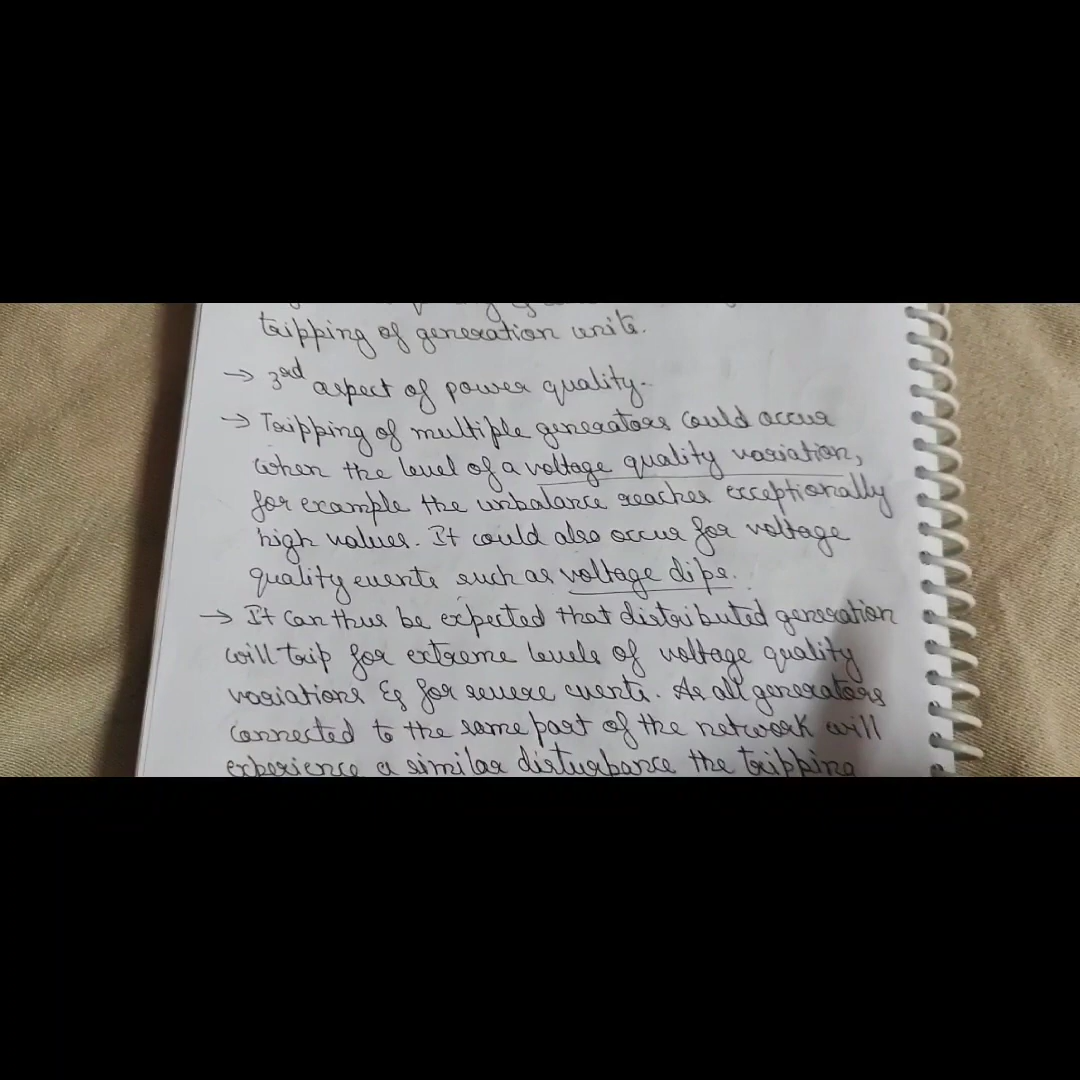 tripping of generation units.
→ 3rd aspect of power quality.
→ Tripping of multiple generators could occur
when the level of a voltage quality variation,
for example the unbalance reaches exceptionally
high values. It could also occur for voltage
quality events such as voltage dips.
→ It can thus be expected that distributed generation
will trip for extreme levels of voltage quality
variations & for severe events. As all generators
connected to the same part of the network will
experience a similar disturbance the tripping